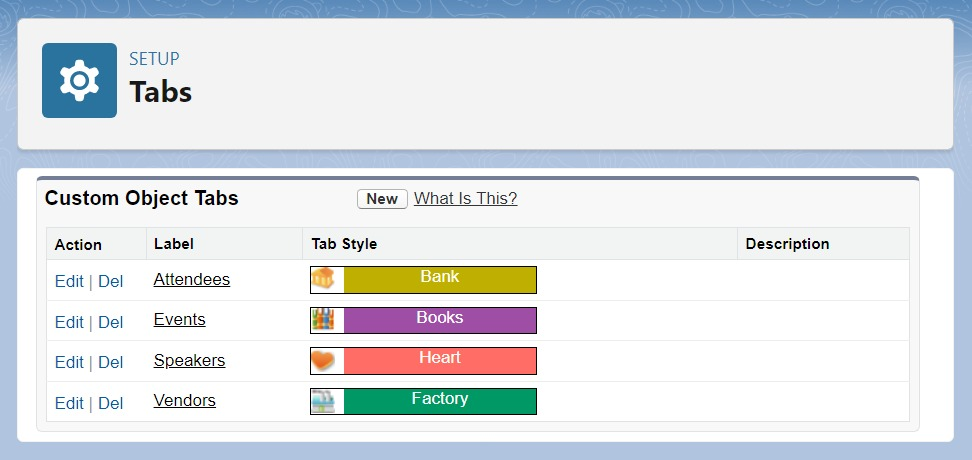 SETUP
Tabs
Custom Object Tabs New What Is This?
Action Label Tab Style Description
Edit | Del Attendees Bank
Edit | Del Events Books
Edit | Del Speakers Heart
Edit | Del Vendors Factory